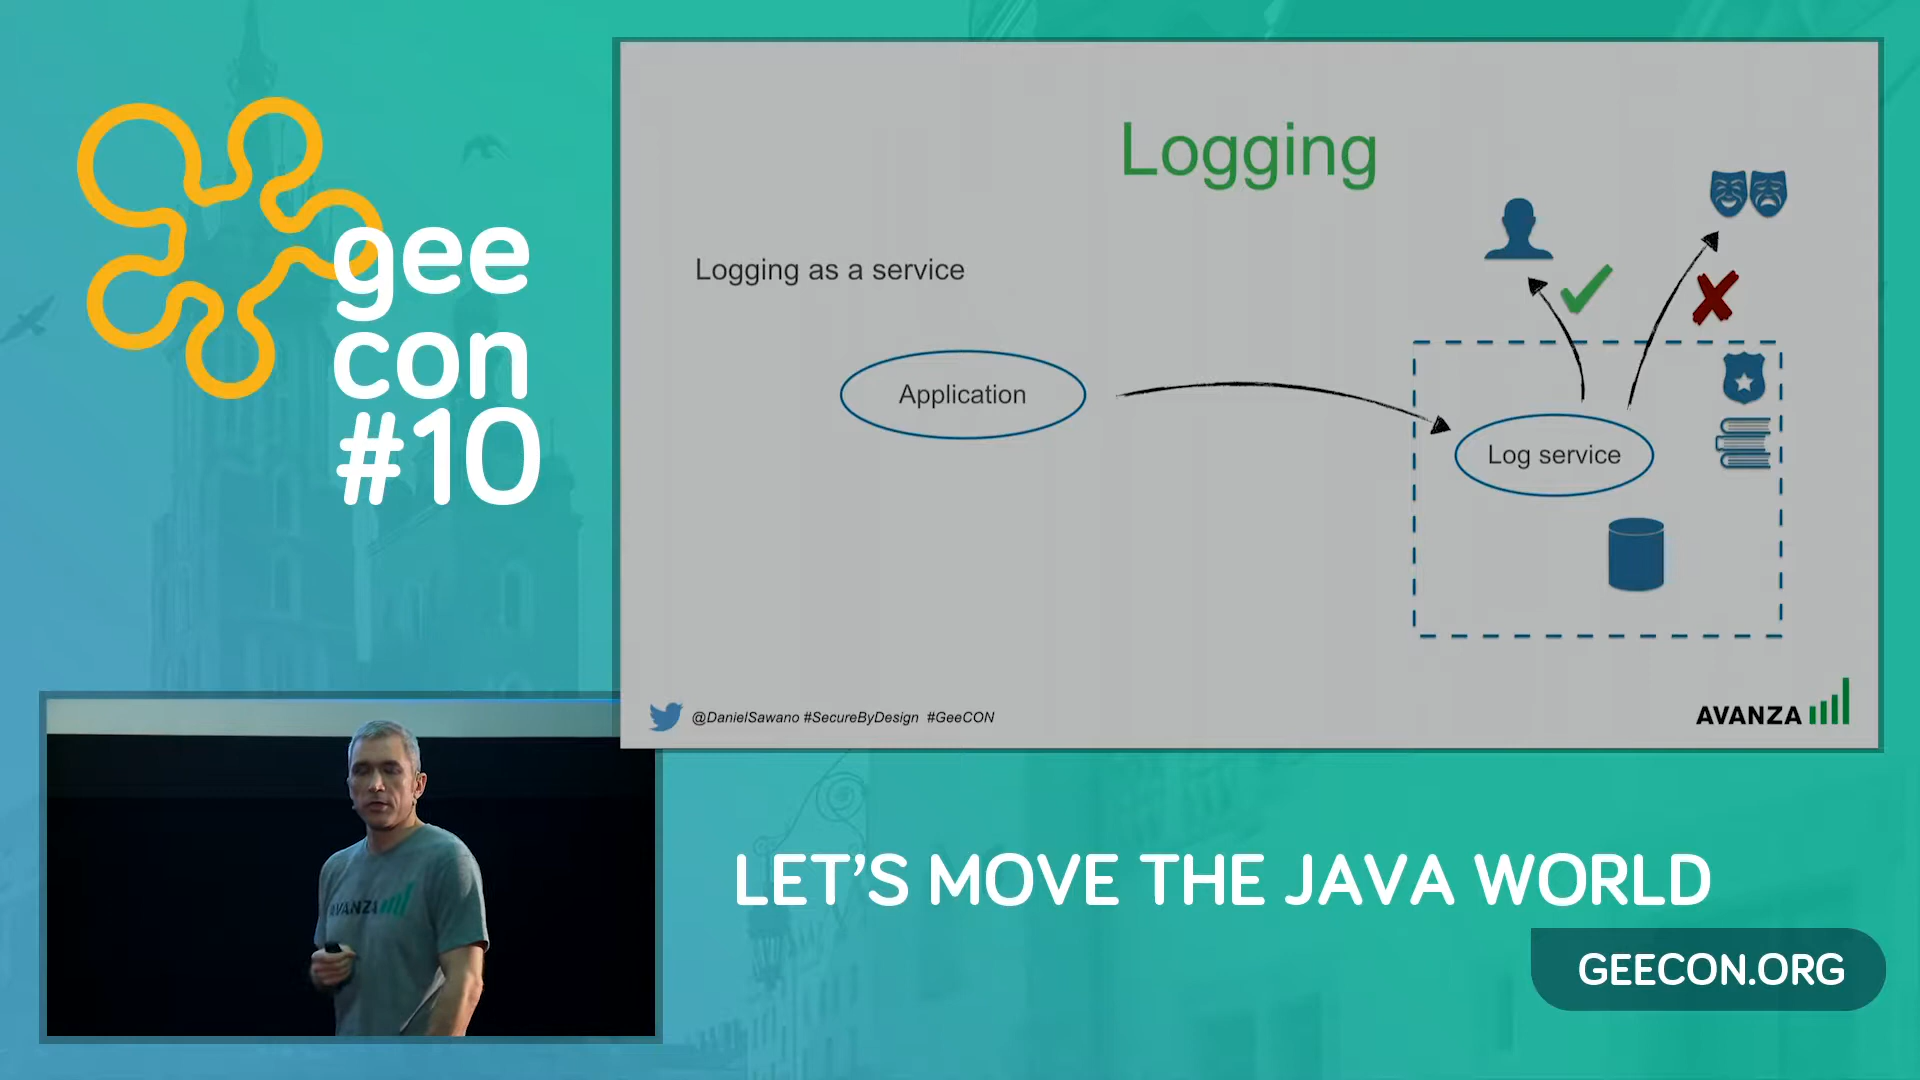 gee
con
#10
Logging
Logging as a service
Application
Log service
@DanielSawano #SecureByDesign #GeeCON
AVANZA
AVANZA
LET'S MOVE THE JAVA WORLD
GEECON.ORG